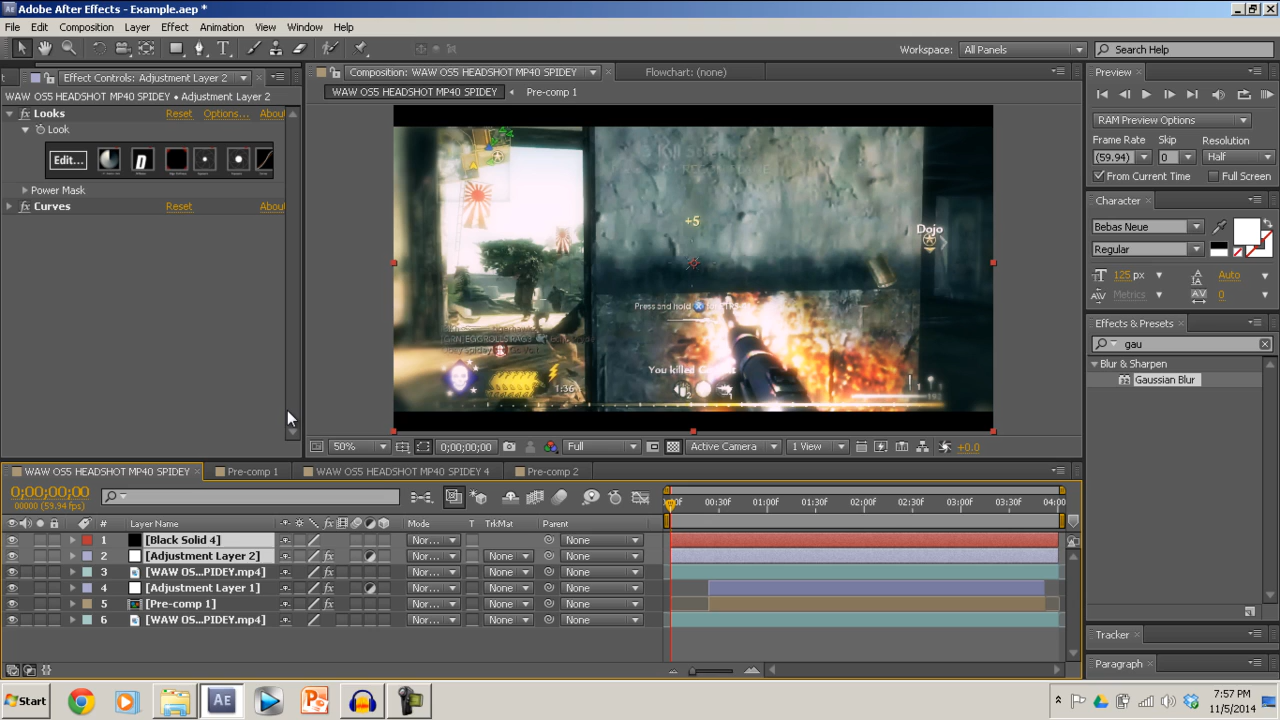 Adobe After Effects - Example.aep *
File Edit Composition Layer Effect Animation View Window Help
Workspace: All Panels Search Help
Effect Controls: Adjustment Layer 2
WAW OS5 HEADSHOT MP40 SPIDEY • Adjustment Layer 2
fx Looks Reset Options... Abou
Look
Edit...
Power Mask
fx Curves Reset Abou
Composition: WAW OS5 HEADSHOT MP40 SPIDEY Flowchart: (none)
WAW OS5 HEADSHOT MP40 SPIDEY Pre-comp 1
+5
Dojo
Press and hold
You killed
1:36
50% 0;00;00;00 Full Active Camera 1 View +0.0
Preview
RAM Preview Options
Frame Rate Skip Resolution
(59.94) 0 Half
From Current Time Full Screen
Character
Bebas Neue
Regular
125 px Auto
Metrics 0
Effects & Presets
gau
Blur & Sharpen
Gaussian Blur
Tracker
Paragraph
WAW OS5 HEADSHOT MP40 SPIDEY Pre-comp 1 WAW OS5 HEADSHOT MP40 SPIDEY 4 Pre-comp 2
0;00;00;00
00000 (59.94 fps)
00f 00:30f 01:00f 01:30f 02:00f 02:30f 03:00f 03:30f 04:00
# Layer Name Mode T TrkMat Parent
1 [Black Solid 4] Nor... None
2 [Adjustment Layer 2] fx Nor... None None
3 [WAW OS...PIDEY.mp4] Nor... None None
4 [Adjustment Layer 1] fx Nor... None None
5 [Pre-comp 1] fx Nor... None None
6 [WAW OS...PIDEY.mp4] Nor... None None
Start Ae 7:57 PM
11/5/2014